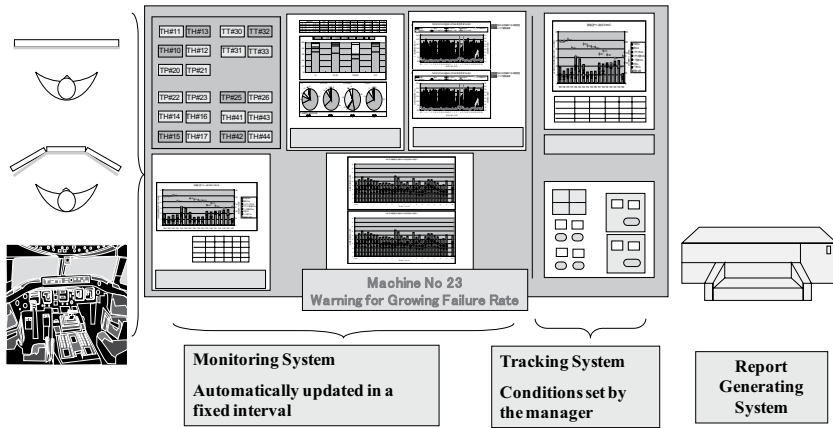 TH#11 TH#13 TT#30 TT#32
TH#10 TH#12 TT#31 TT#33
TP#20 TP#21
TP#22 TP#23 TP#25 TP#26
TH#14 TH#16 TH#41 TH#43
TH#15 TH#17 TH#42 TH#44
Machine No 23
Warning for Growing Failure Rate
Monitoring System
Automatically updated in a
fixed interval
Tracking System
Conditions set by
the manager
Report
Generating
System